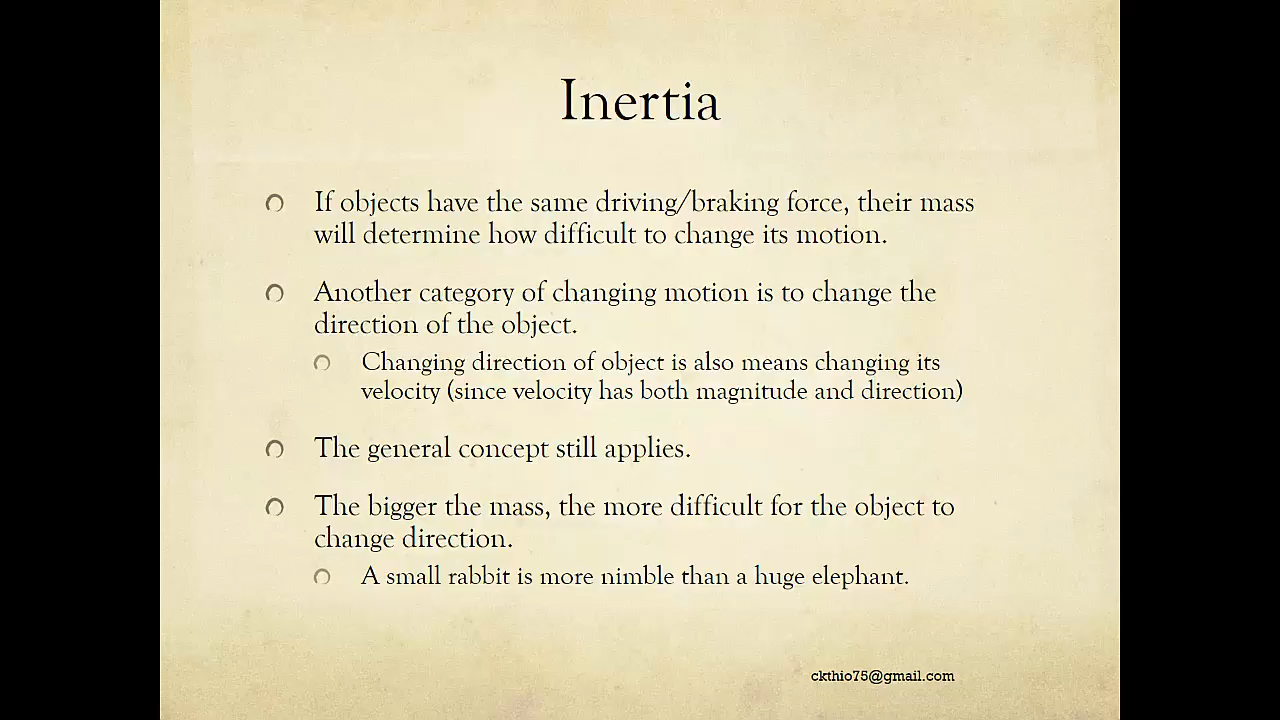 Inertia
If objects have the same driving/braking force, their mass
will determine how difficult to change its motion.
Another category of changing motion is to change the
direction of the object.
Changing direction of object is also means changing its
velocity (since velocity has both magnitude and direction)
The general concept still applies.
The bigger the mass, the more difficult for the object to
change direction.
A small rabbit is more nimble than a huge elephant.
ckthio75@gmail.com